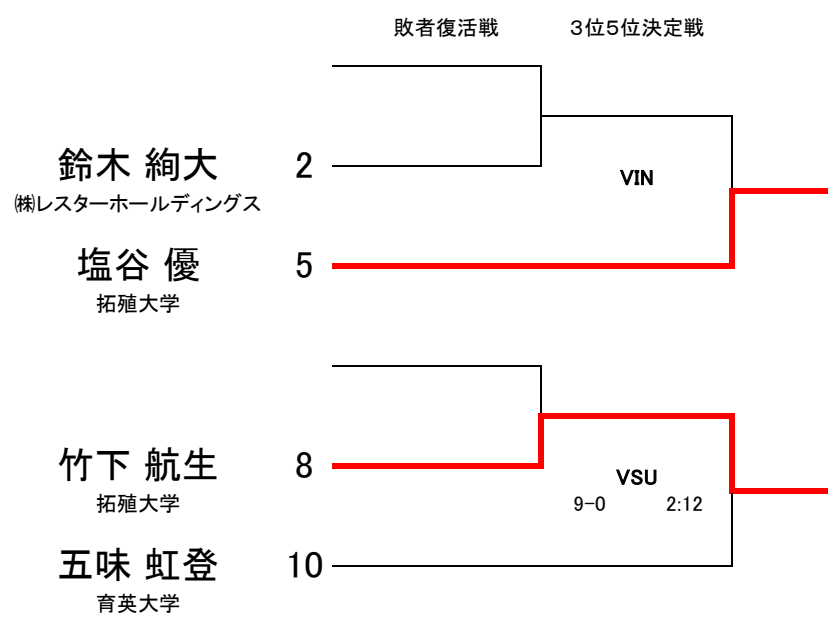 敗者復活戦 3位5位決定戦
鈴木 絢大 2
㈱レスターホールディングス
VIN
塩谷 優 5
拓殖大学
竹下 航生 8
拓殖大学
VSU
9-0 2:12
五味 虹登 10
育英大学